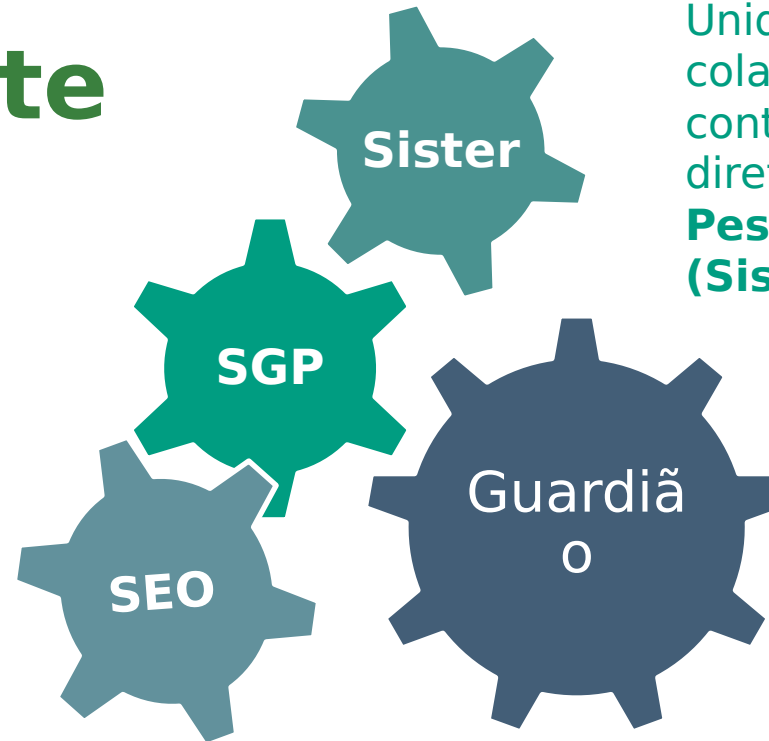 te
Unid
cola
cont
dire
Pes
(Sis
Sister
SGP
Guardiã
o
SEO